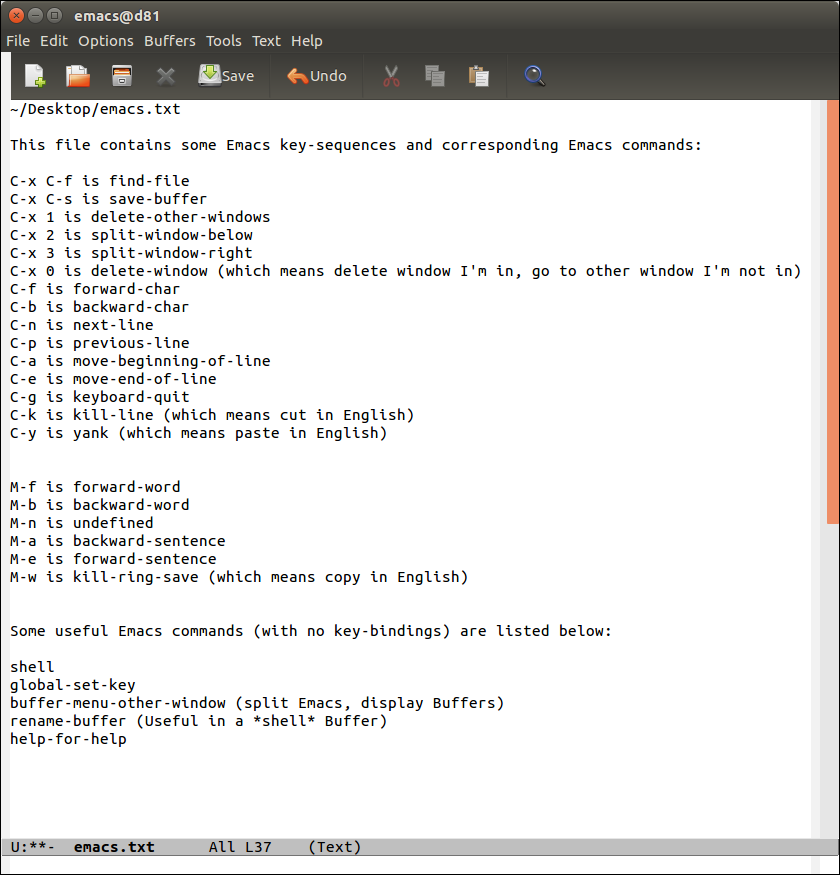 emacs@d81
File Edit Options Buffers Tools Text Help
Save Undo
~/Desktop/emacs.txt
This file contains some Emacs key-sequences and corresponding Emacs commands:
C-x C-f is find-file
C-x C-s is save-buffer
C-x 1 is delete-other-windows
C-x 2 is split-window-below
C-x 3 is split-window-right
C-x 0 is delete-window (which means delete window I'm in, go to other window I'm not in)
C-f is forward-char
C-b is backward-char
C-n is next-line
C-p is previous-line
C-a is move-beginning-of-line
C-e is move-end-of-line
C-g is keyboard-quit
C-k is kill-line (which means cut in English)
C-y is yank (which means paste in English)
M-f is forward-word
M-b is backward-word
M-n is undefined
M-a is backward-sentence
M-e is forward-sentence
M-w is kill-ring-save (which means copy in English)
Some useful Emacs commands (with no key-bindings) are listed below:
shell
global-set-key
buffer-menu-other-window (split Emacs, display Buffers)
rename-buffer (Useful in a *shell* Buffer)
help-for-help
U:**-  emacs.txt      All L37    (Text)